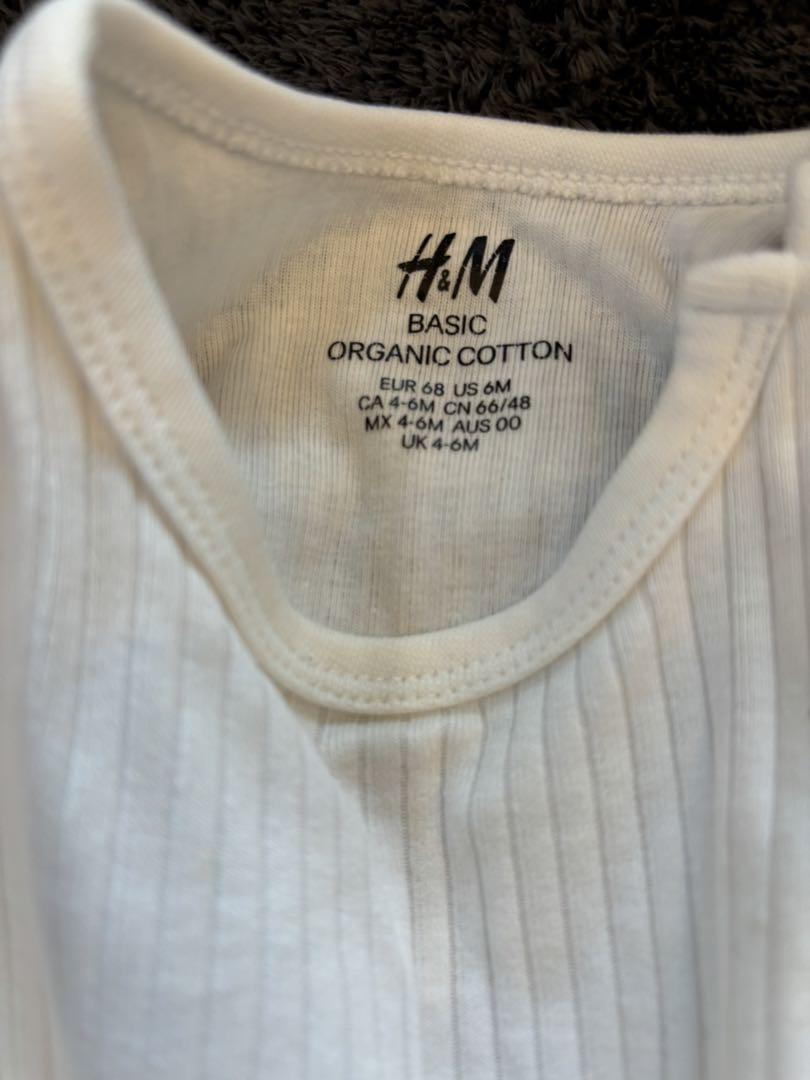 H&M
BASIC
ORGANIC COTTON
EUR 68 US 6M
CA 4-6M CN 66/48
MX 4-6M AUS 00
UK 4-6M